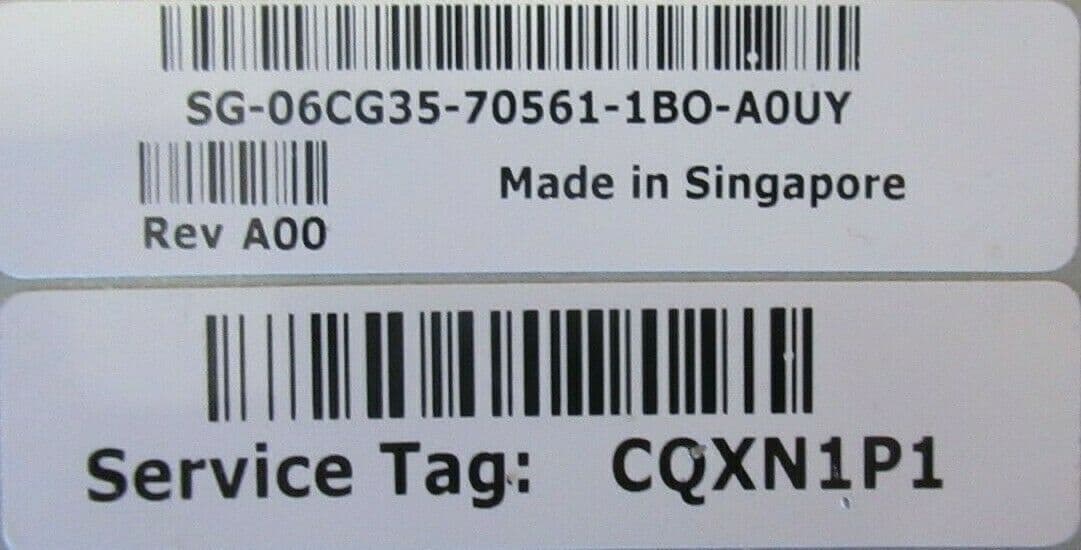 SG-06CG35-70561-1BO-A0UY
Made in Singapore
Rev A00
Service Tag: CQXN1P1